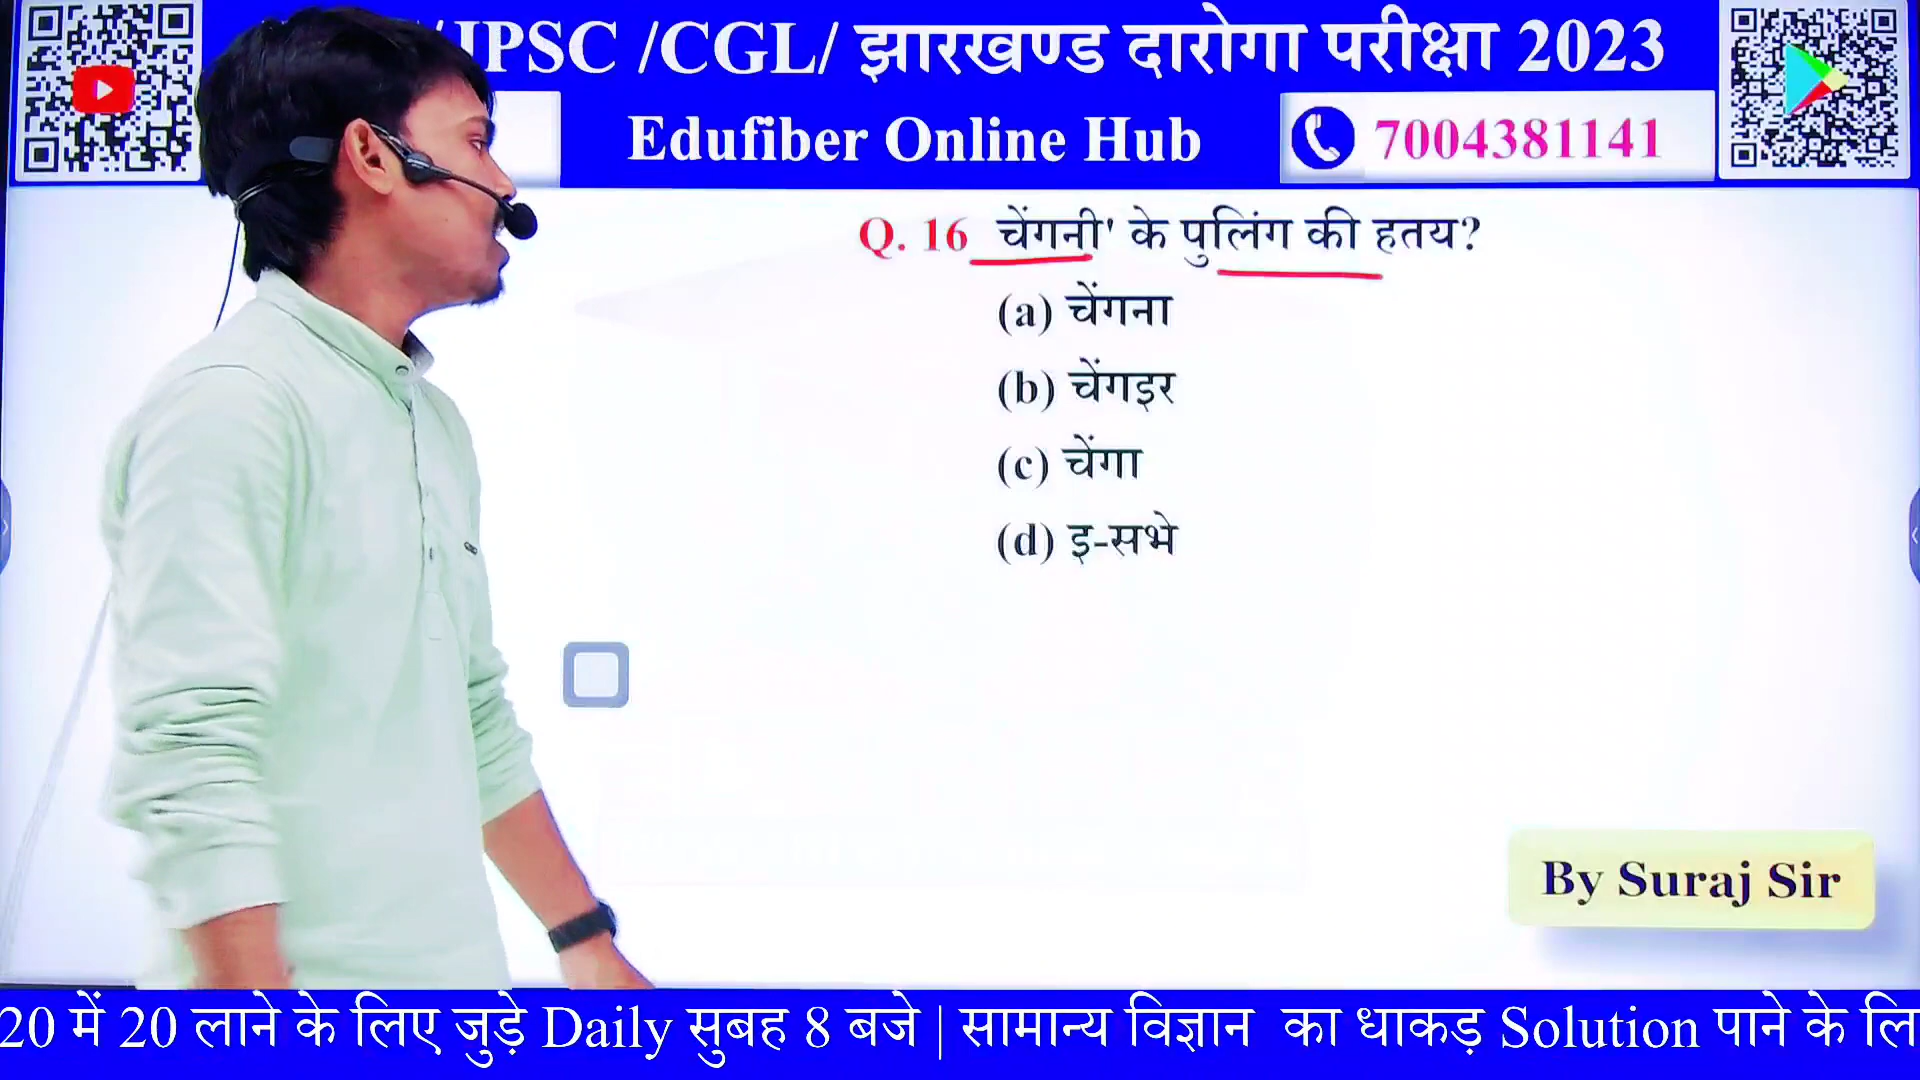 /JPSC /CGL/ झारखण्ड दारोगा परीक्षा 2023
Edufiber Online Hub
7004381141
Q. 16 चेंगनी' के पुलिंग की हतय?
(a) चेंगना
(b) चेंगइर
(c) चेंगा
(d) इ-सभे
By Suraj Sir
20 में 20 लाने के लिए जुड़े Daily सुबह 8 बजे | सामान्य विज्ञान का धाकड़ Solution पाने के लि